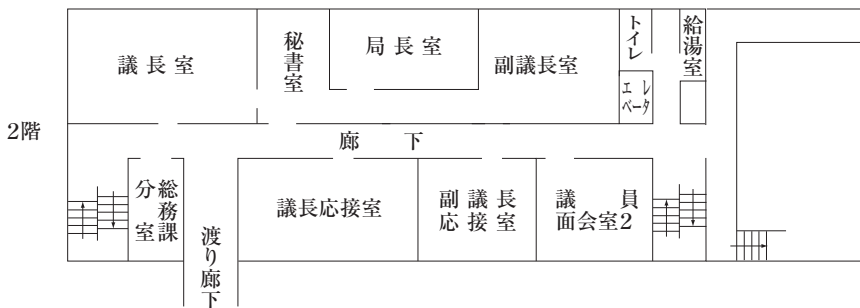 2階
議長室
秘書室
局長室
副議長室
トイレ
エレ
ベータ
給湯室
廊下
総務課
分室
渡り廊下
議長応接室
副議長
応接室
議員
面会室2